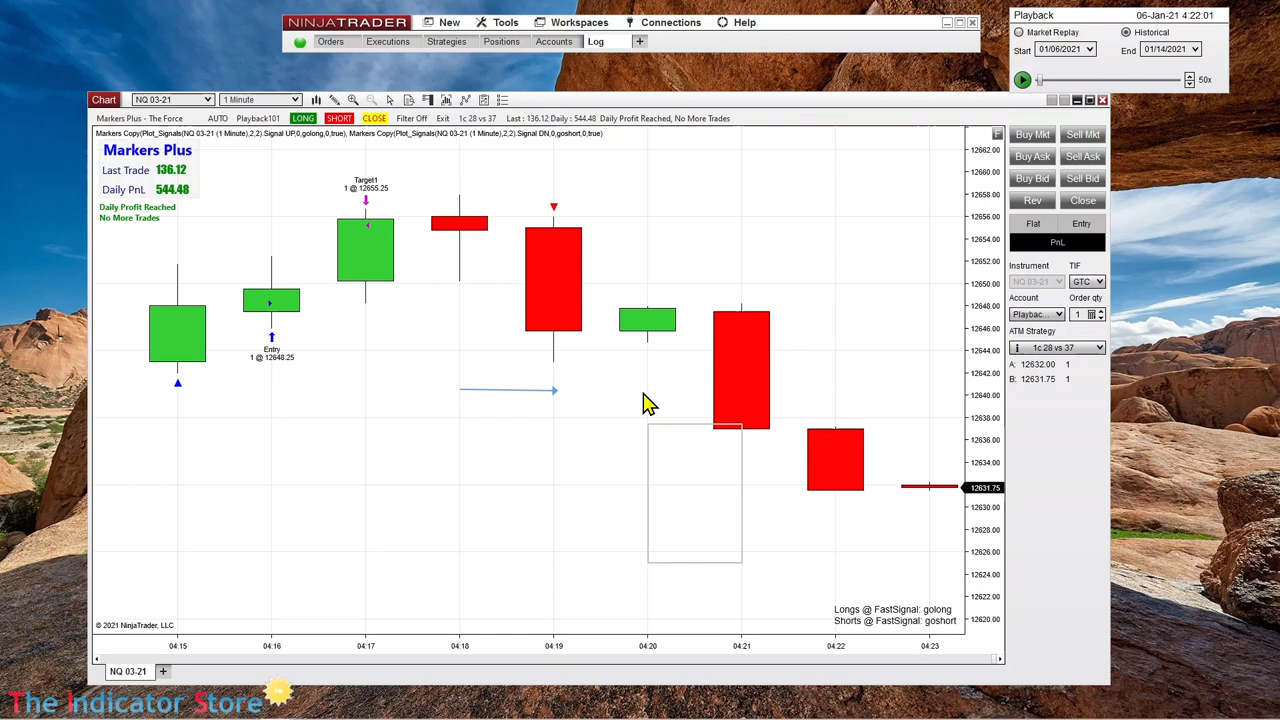 NINJATRADER New Tools Workspaces Connections Help
Orders Executions Strategies Positions Accounts Log +
Playback 06-Jan-21 4:22:01
Market Replay Historical
Start 01/06/2021 End 01/14/2021
50x
Chart NQ 03-21 1 Minute
Markers Plus - The Force AUTO Playback101 LONG SHORT CLOSE Filter Off Exit 1c 28 vs 37 Last : 136.12 Daily : 544.48 Daily Profit Reached, No More Trades
Markers Copy(Plot_Signals(NQ 03-21 (1 Minute),2,2).Signal UP,0,golong,0,true), Markers Copy(Plot_Signals(NQ 03-21 (1 Minute),2,2).Signal DN,0,goshort,0,true)
F
Markers Plus
Last Trade 136.12
Daily PnL 544.48
Daily Profit Reached
No More Trades
Target1
1 @ 12655.25
Entry
1 @ 12648.25
12662.00
12660.00
12658.00
12656.00
12654.00
12652.00
12650.00
12648.00
12646.00
12644.00
12642.00
12640.00
12638.00
12636.00
12634.00
12631.75
12630.00
12628.00
12626.00
12624.00
12622.00
12620.00
Buy Mkt Sell Mkt
Buy Ask Sell Ask
Buy Bid Sell Bid
Rev Close
Flat Entry
PnL
Instrument TIF
NQ 03-21 GTC
Account Order qty
Playbac... 1
ATM Strategy
1c 28 vs 37
A: 12632.00 1
B: 12631.75 1
Longs @ FastSignal: golong
Shorts @ FastSignal: goshort
© 2021 NinjaTrader, LLC
04:15 04:16 04:17 04:18 04:19 04:20 04:21 04:22 04:23
NQ 03-21 +
The Indicator Store